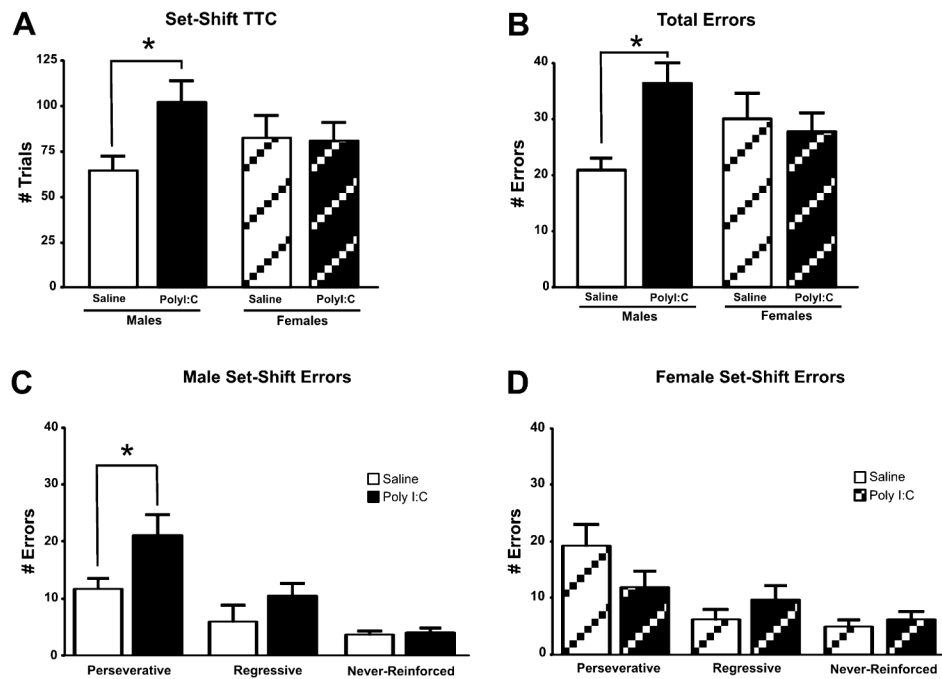 A
Set-Shift TTC
*
125
100
75
50
25
0
# Trials
Saline
PolyI:C
Saline
PolyI:C
Males
Females
B
Total Errors
*
40
30
20
10
0
# Errors
Saline
PolyI:C
Saline
PolyI:C
Males
Females
C
Male Set-Shift Errors
*
40
30
20
10
0
# Errors
Saline
Poly I:C
Perseverative
Regressive
Never-Reinforced
D
Female Set-Shift Errors
40
30
20
10
0
# Errors
Saline
Poly I:C
Perseverative
Regressive
Never-Reinforced